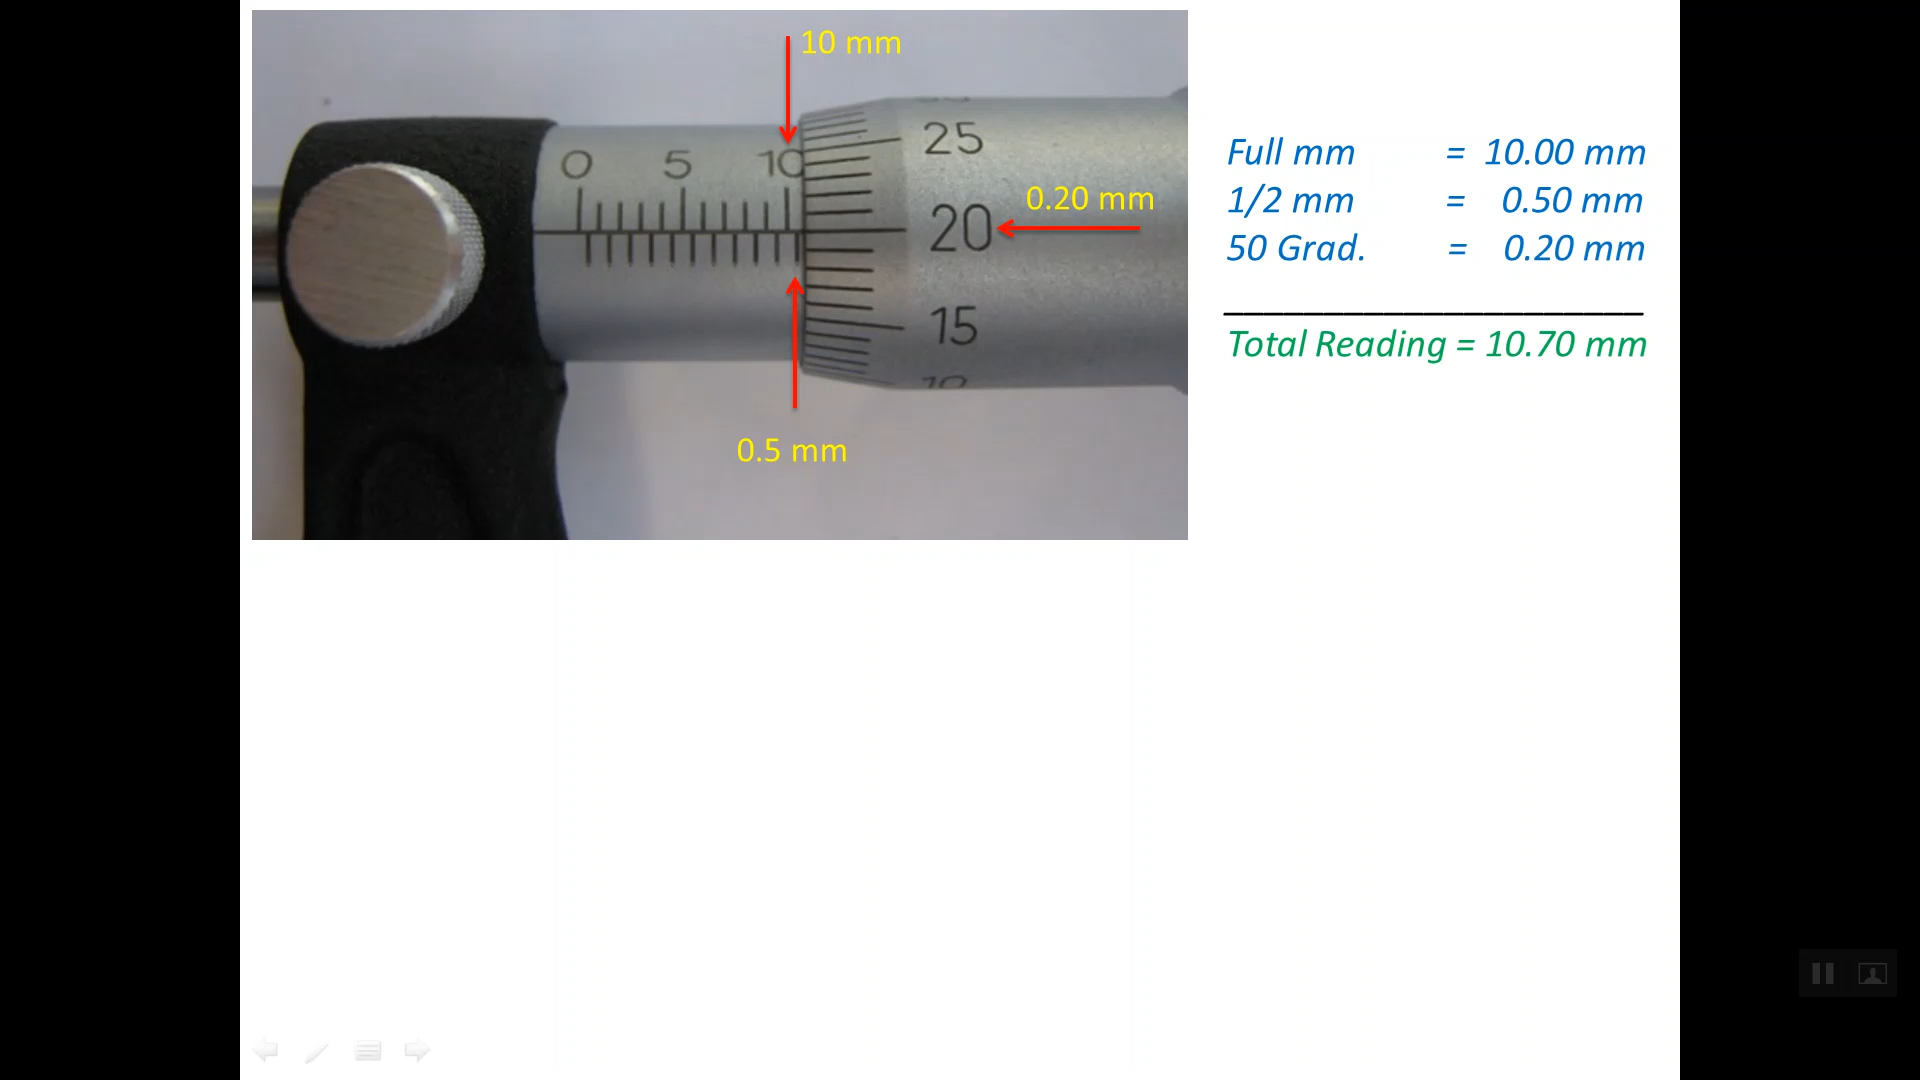 10 mm
0 5 10
25
20
15
10
0.20 mm
0.5 mm
Full mm = 10.00 mm
1/2 mm = 0.50 mm
50 Grad. = 0.20 mm
Total Reading = 10.70 mm